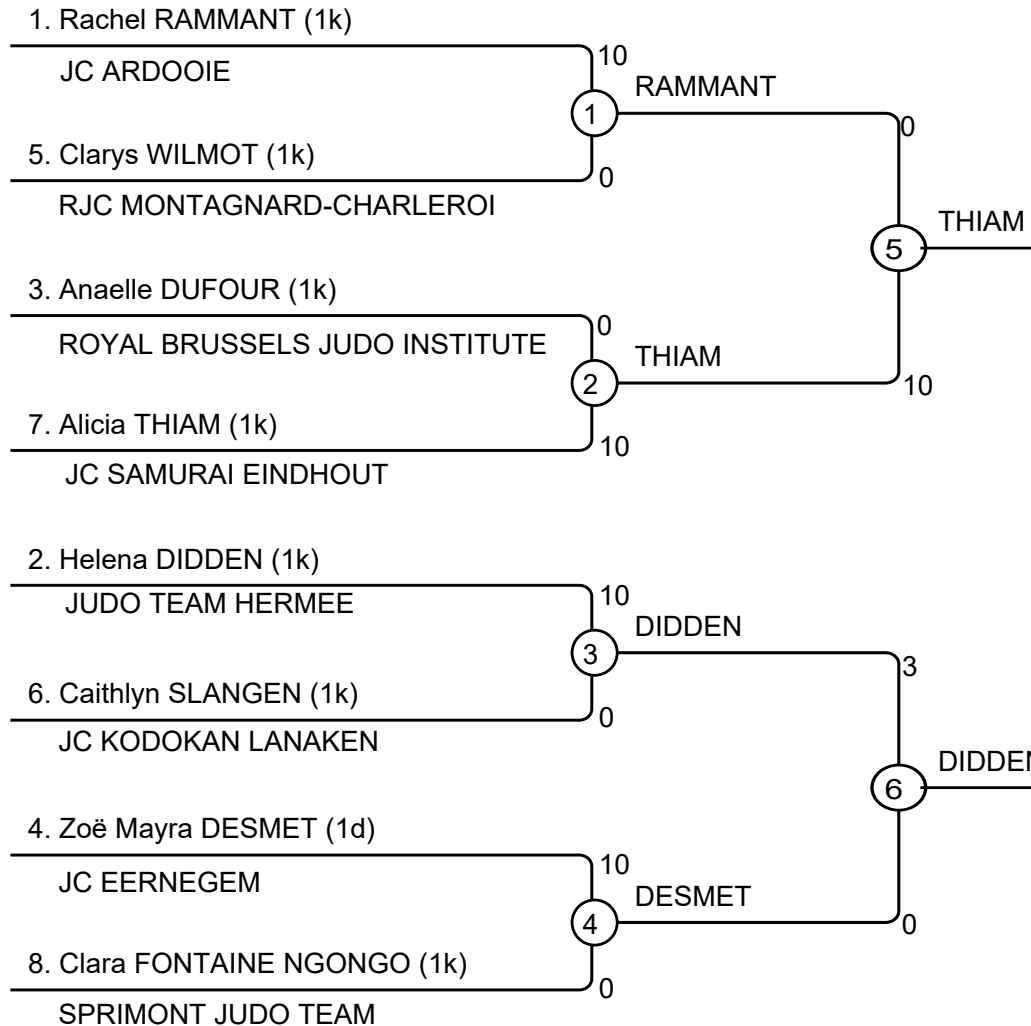 1. Rachel RAMMANT (1k)
10
JC ARDOOIE
RAMMANT
1
0
5. Clarys WILMOT (1k)
0
RJC MONTAGNARD-CHARLEROI
THIAM
5
3. Anaelle DUFOUR (1k)
0
ROYAL BRUSSELS JUDO INSTITUTE
THIAM
2
10
7. Alicia THIAM (1k)
10
JC SAMURAI EINDHOUT
2. Helena DIDDEN (1k)
10
JUDO TEAM HERMEE
DIDDEN
3
3
6. Caithlyn SLANGEN (1k)
0
JC KODOKAN LANAKEN
DIDDEN
6
4. Zoë Mayra DESMET (1d)
10
JC EERNEGEM
DESMET
4
0
8. Clara FONTAINE NGONGO (1k)
0
SPRIMONT JUDO TEAM